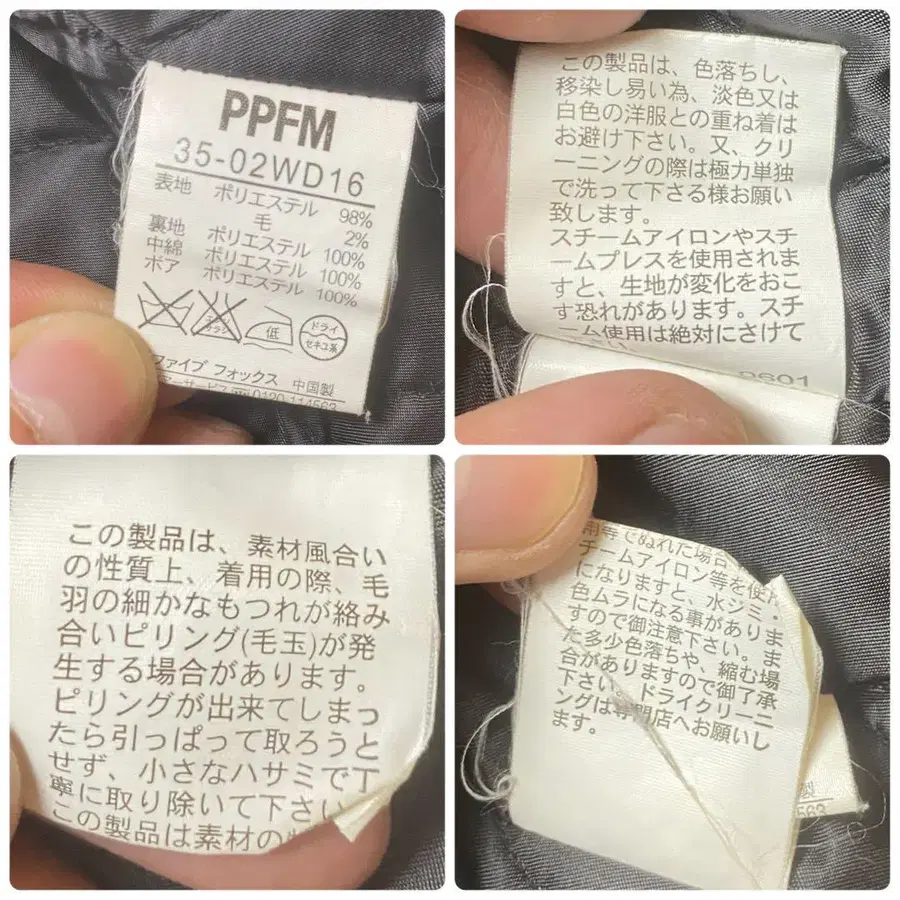 PPFM
35-02WD16
表地 ポリエステル 98%
毛 2%
裏地 ポリエステル 100%
中綿 ポリエステル 100%
ボア ポリエステル 100%
エンソ
サラシ
低
ドライ
セキユ系
ファイブ フォックス 中国製
0120-114563
この製品は、色落ちし、
移染し易い為、淡色又は
白色の洋服との重ね着は
お避け下さい。又、クリ
ーニングの際は極力単独
で洗って下さる様お願い
致します。
スチームアイロンやスチ
ームプレスを使用されま
すと、生地が変化をおこ
す恐れがあります。スチ
ーム使用は絶対にさけて
DS01
この製品は、素材風合い
の性質上、着用の際、毛
羽の細かなもつれが絡み
合いピリング(毛玉)が発
生する場合があります。
ピリングが出来てしまっ
たら引っぱって取ろうと
せず、小さなハサミで丁
寧に取り除いて下さい
この製品は素材の
でぬれた場合
チームアイロン等を使
になりますと、水ジミ・
色ムラになる事がありま
すので御注意下さい。ま
た多少色落ちや、縮む場
合がありますので御了承
下さい。ドライクリーニ
ングは専門店へお願いし
ます。
製
4563